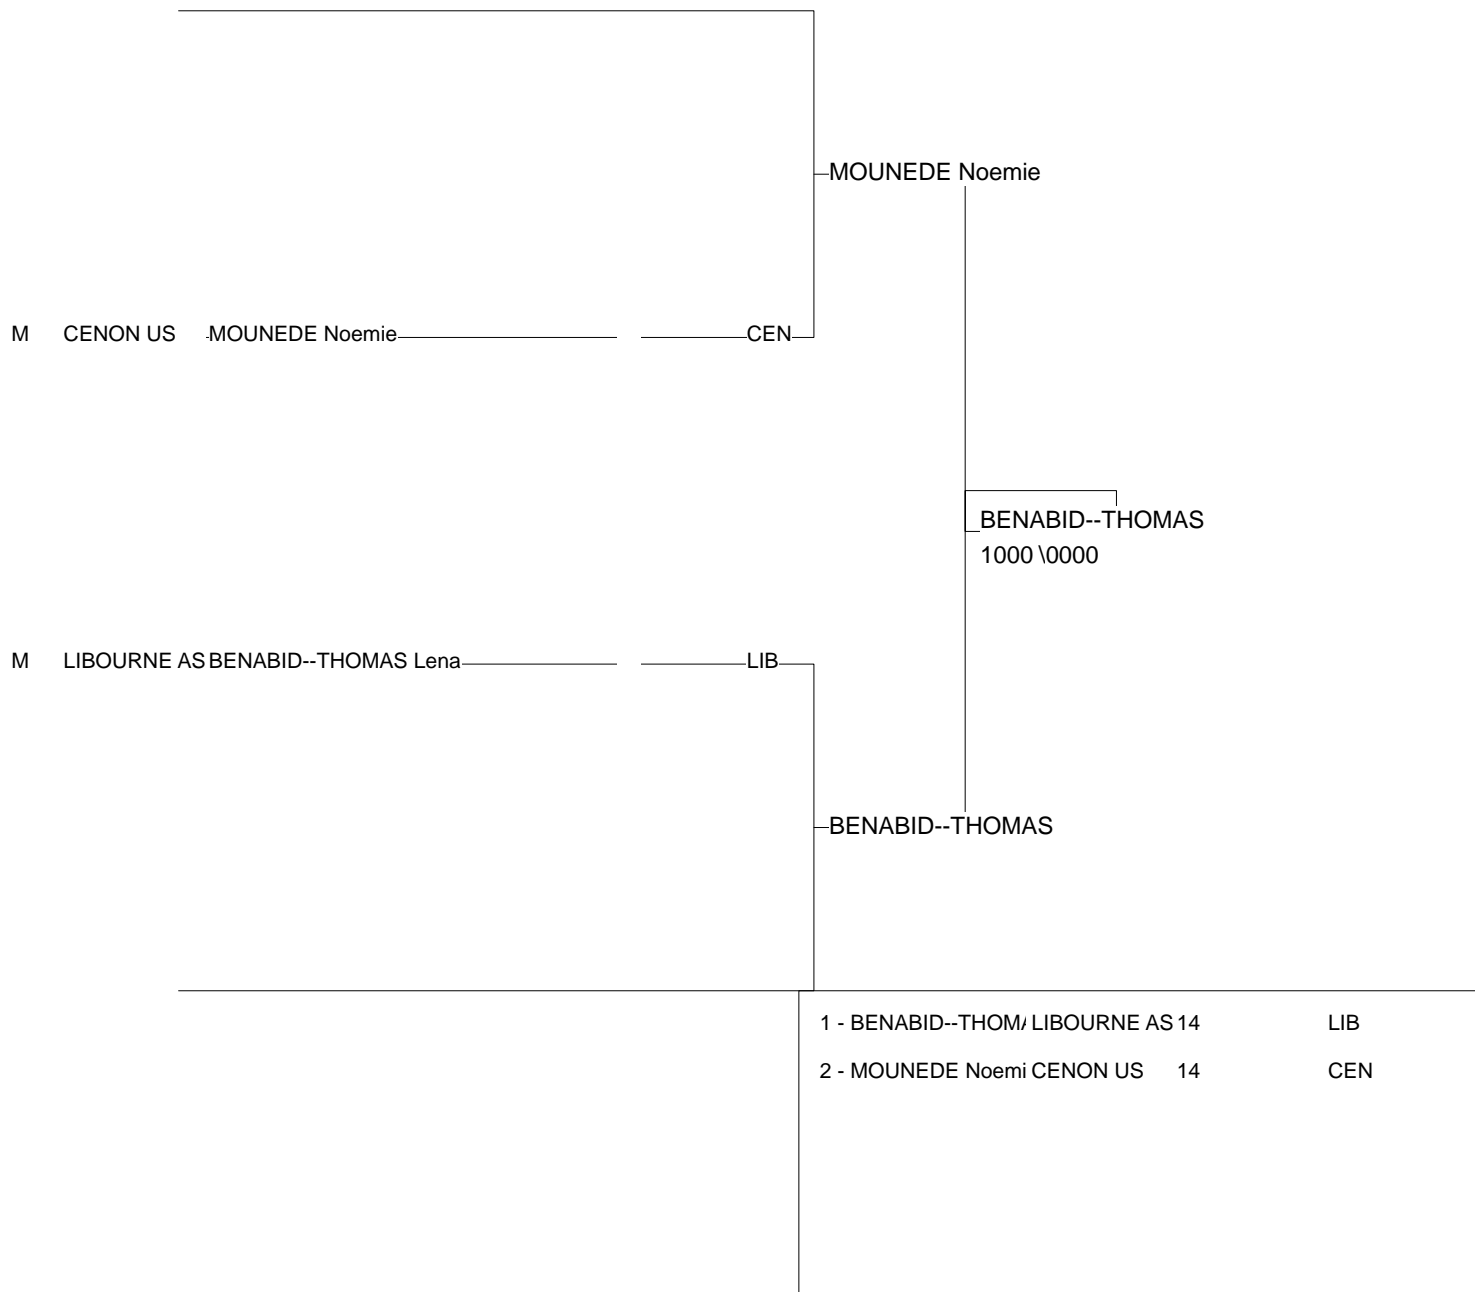 MOUNEDE Noemie
M CENON US MOUNEDE Noemie CEN
BENABID--THOMAS
1000 \0000
M LIBOURNE AS BENABID--THOMAS Lena LIB
BENABID--THOMAS
1 - BENABID--THOMA LIBOURNE AS 14 LIB
2 - MOUNEDE Noemi CENON US 14 CEN